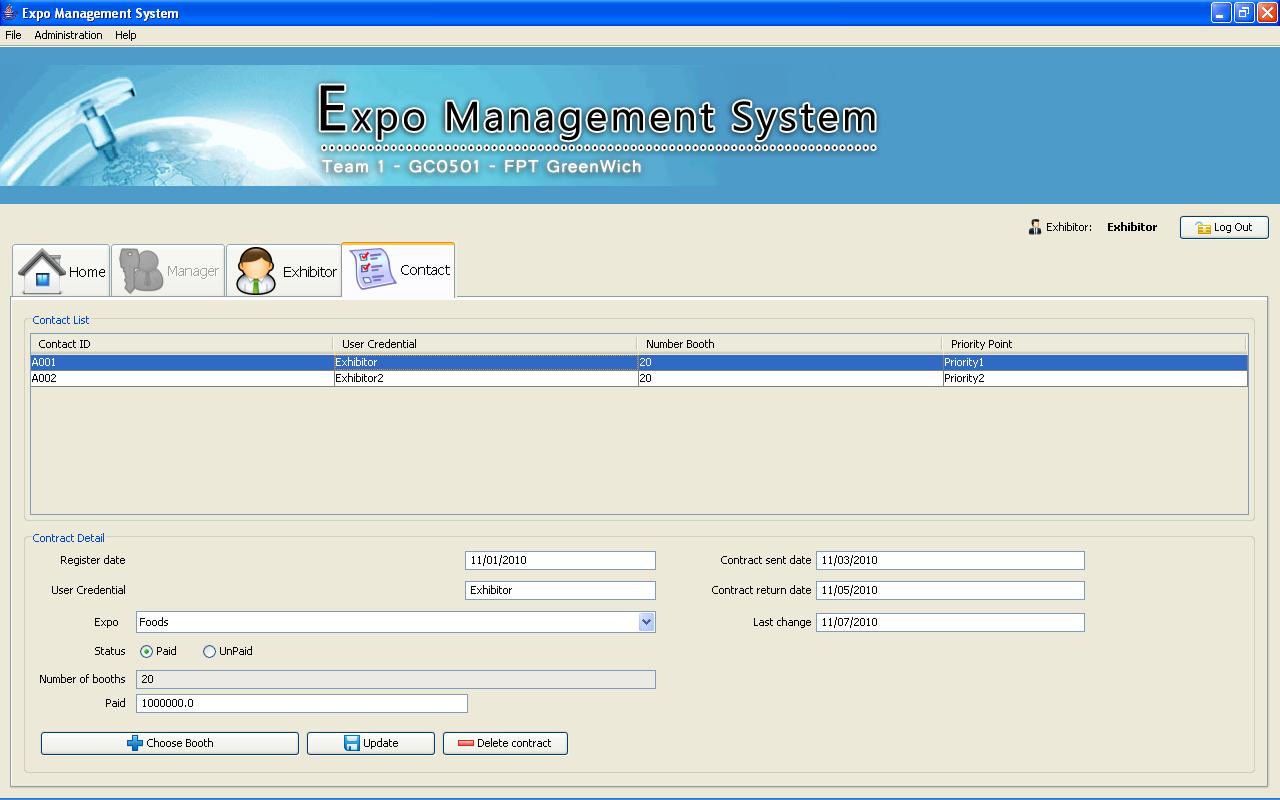 Expo Management System
File Administration Help
Expo Management System
Team 1 - GC0501 - FPT GreenWich
Exhibitor: Exhibitor Log Out
Home Manager Exhibitor Contact
Contact List
Contact ID User Credential Number Booth Priority Point
A001 Exhibitor 20 Priority1
A002 Exhibitor2 20 Priority2
Contract Detail
Register date 11/01/2010 Contract sent date 11/03/2010
User Credential Exhibitor Contract return date 11/05/2010
Expo Foods Last change 11/07/2010
Status Paid UnPaid
Number of booths 20
Paid 1000000.0
Choose Booth Update Delete contract